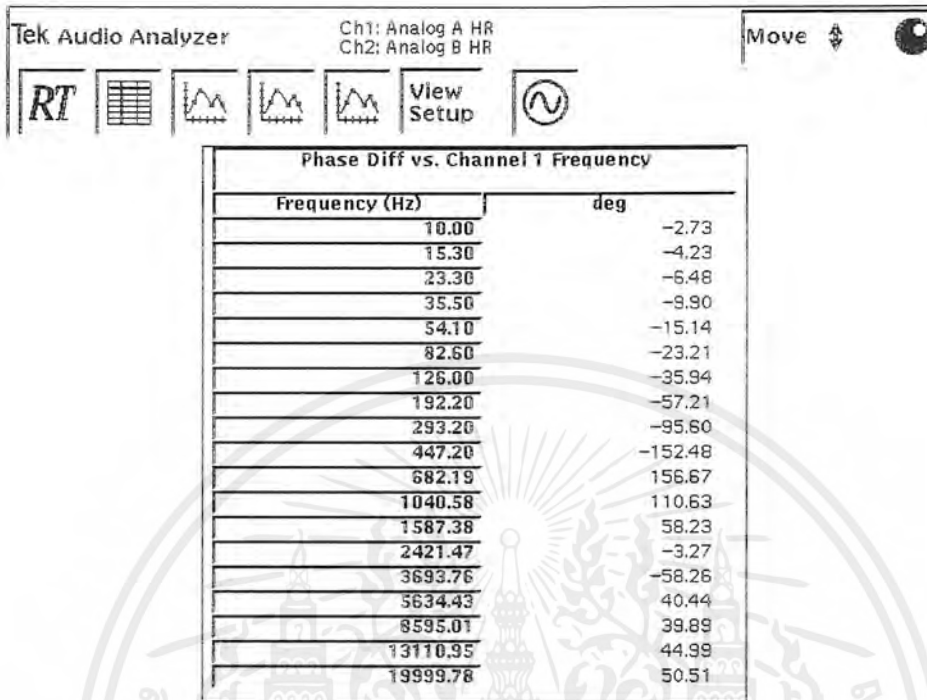 Tek Audio Analyzer
Ch1: Analog A HR
Ch2: Analog B HR
Move
RT
View
Setup
Phase Diff vs. Channel 1 Frequency
Frequency (Hz) deg
10.00 -2.73
15.30 -4.23
23.30 -6.48
35.50 -9.90
54.10 -15.14
82.60 -23.21
126.00 -35.94
192.20 -57.21
293.20 -95.60
447.20 -152.48
682.19 156.67
1040.58 110.63
1587.38 58.23
2421.47 -3.27
3693.76 -58.26
5634.43 40.44
8595.01 39.89
13110.95 44.99
19999.78 50.51